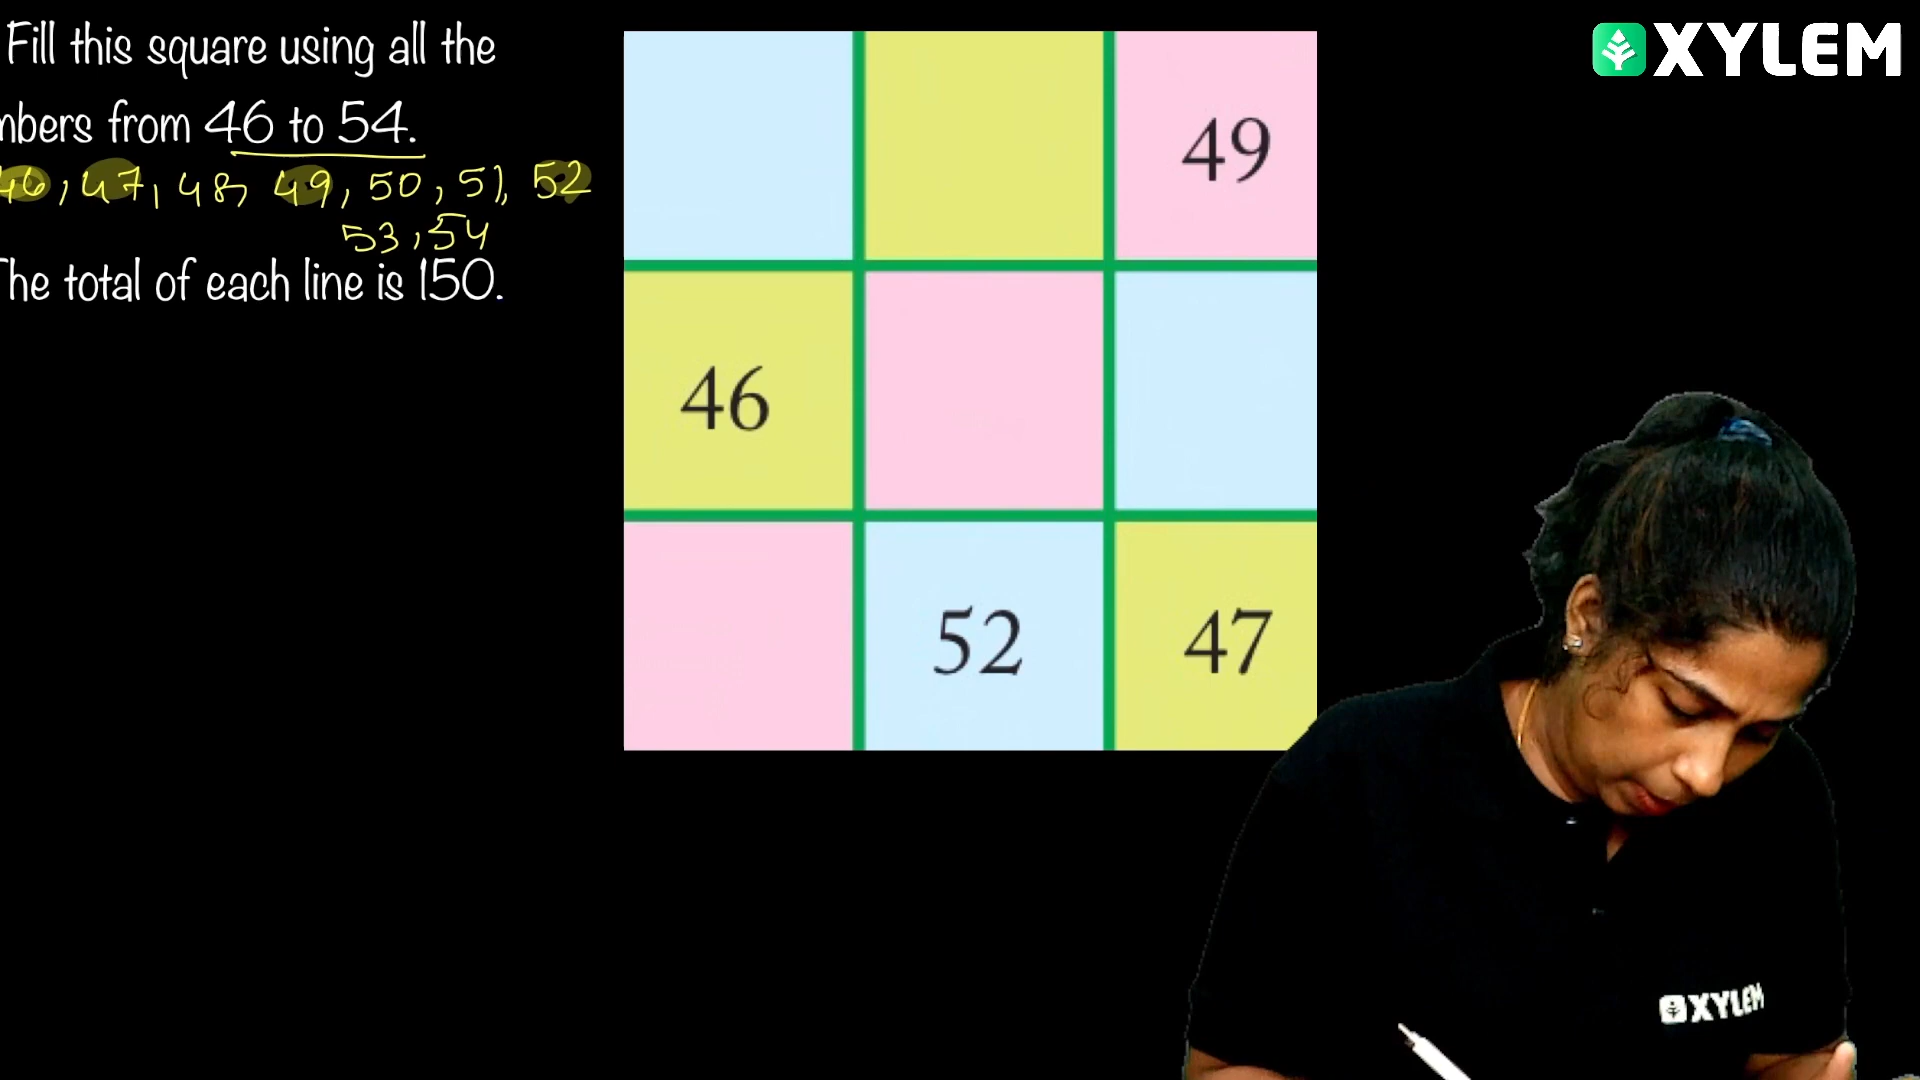 Fill this square using all the
mbers from 46 to 54.
46, 47, 48, 49, 50, 51, 52
53, 54
The total of each line is 150.
49
46
52 47
XYLEM
XYLEM